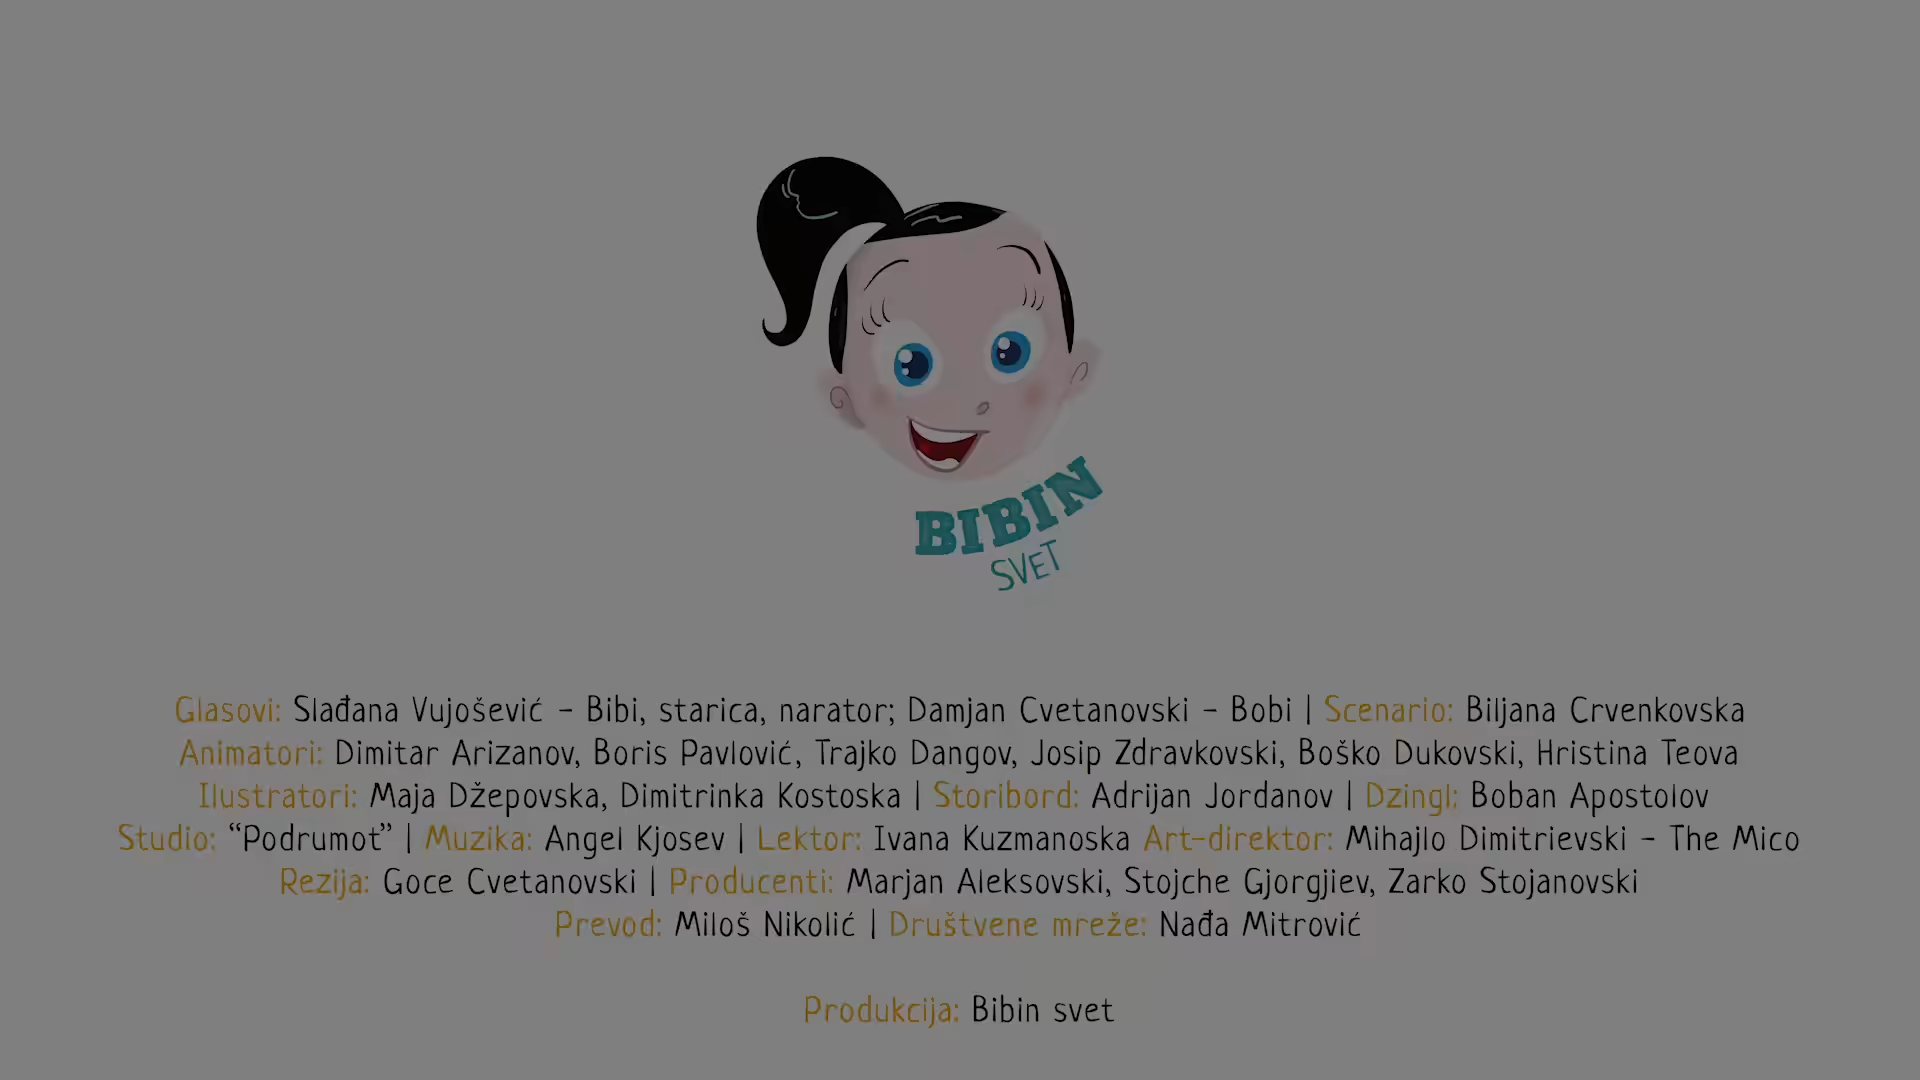 BIBIN
SVET
Glasovi: Slađana Vujošević - Bibi, starica, narator; Damjan Cvetanovski - Bobi | Scenario: Biljana Crvenkovska
Animatori: Dimitar Arizanov, Boris Pavlović, Trajko Dangov, Josip Zdravkovski, Boško Dukovski, Hristina Teova
Ilustratori: Maja Džepovska, Dimitrinka Kostoska | Storibord: Adrijan Jordanov | Dzingl: Boban Apostolov
Studio: “Podrumot” | Muzika: Angel Kjosev | Lektor: Ivana Kuzmanoska Art-direktor: Mihajlo Dimitrievski - The Mico
Rezija: Goce Cvetanovski | Producenti: Marjan Aleksovski, Stojche Gjorgjiev, Zarko Stojanovski
Prevod: Miloš Nikolić | Društvene mreže: Nađa Mitrović
Produkcija: Bibin svet